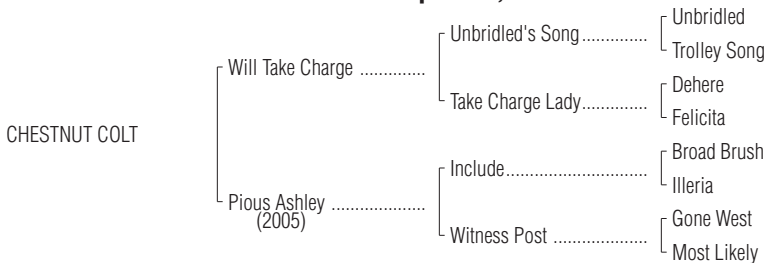 Unbridled
Unbridled's Song..............
Trolley Song
Will Take Charge ..............
Dehere
Take Charge Lady..............
Felicita
CHESTNUT COLT
Broad Brush
Include..............................
Illeria
Pious Ashley ....................
(2005)
Gone West
Witness Post ....................
Most Likely